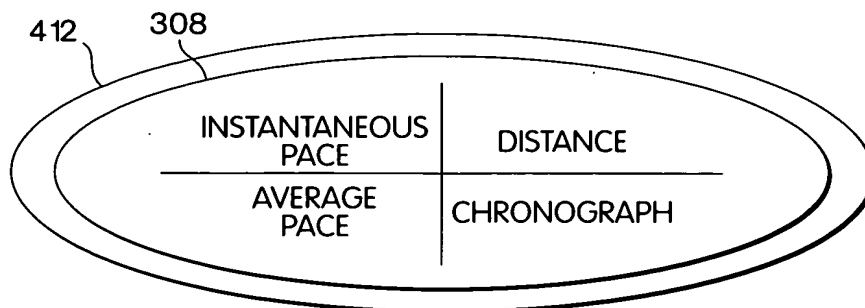 412
308
INSTANTANEOUS
PACE
DISTANCE
AVERAGE
PACE
CHRONOGRAPH